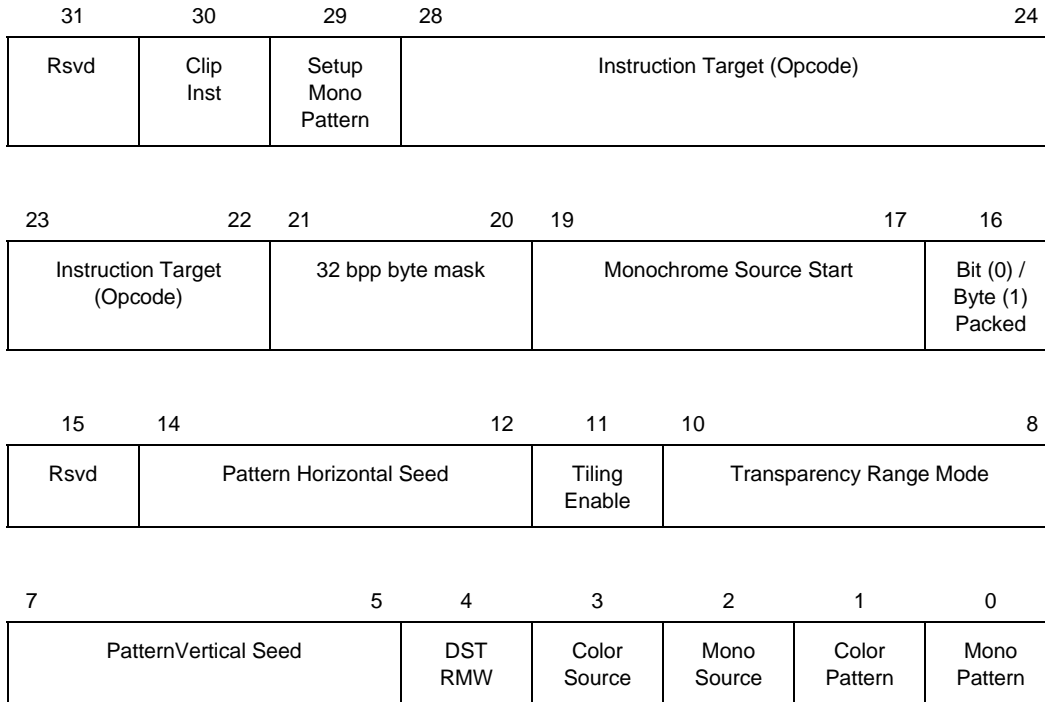 31 30 29 28 24
Rsvd Clip Setup Instruction Target (Opcode)
Inst Mono
Pattern
23 22 21 20 19 17 16
Instruction Target 32 bpp byte mask Monochrome Source Start Bit (0) /
(Opcode) Byte (1)
Packed
15 14 12 11 10 8
Rsvd Pattern Horizontal Seed Tiling Transparency Range Mode
Enable
7 5 4 3 2 1 0
PatternVertical Seed DST Color Mono Color Mono
RMW Source Source Pattern Pattern